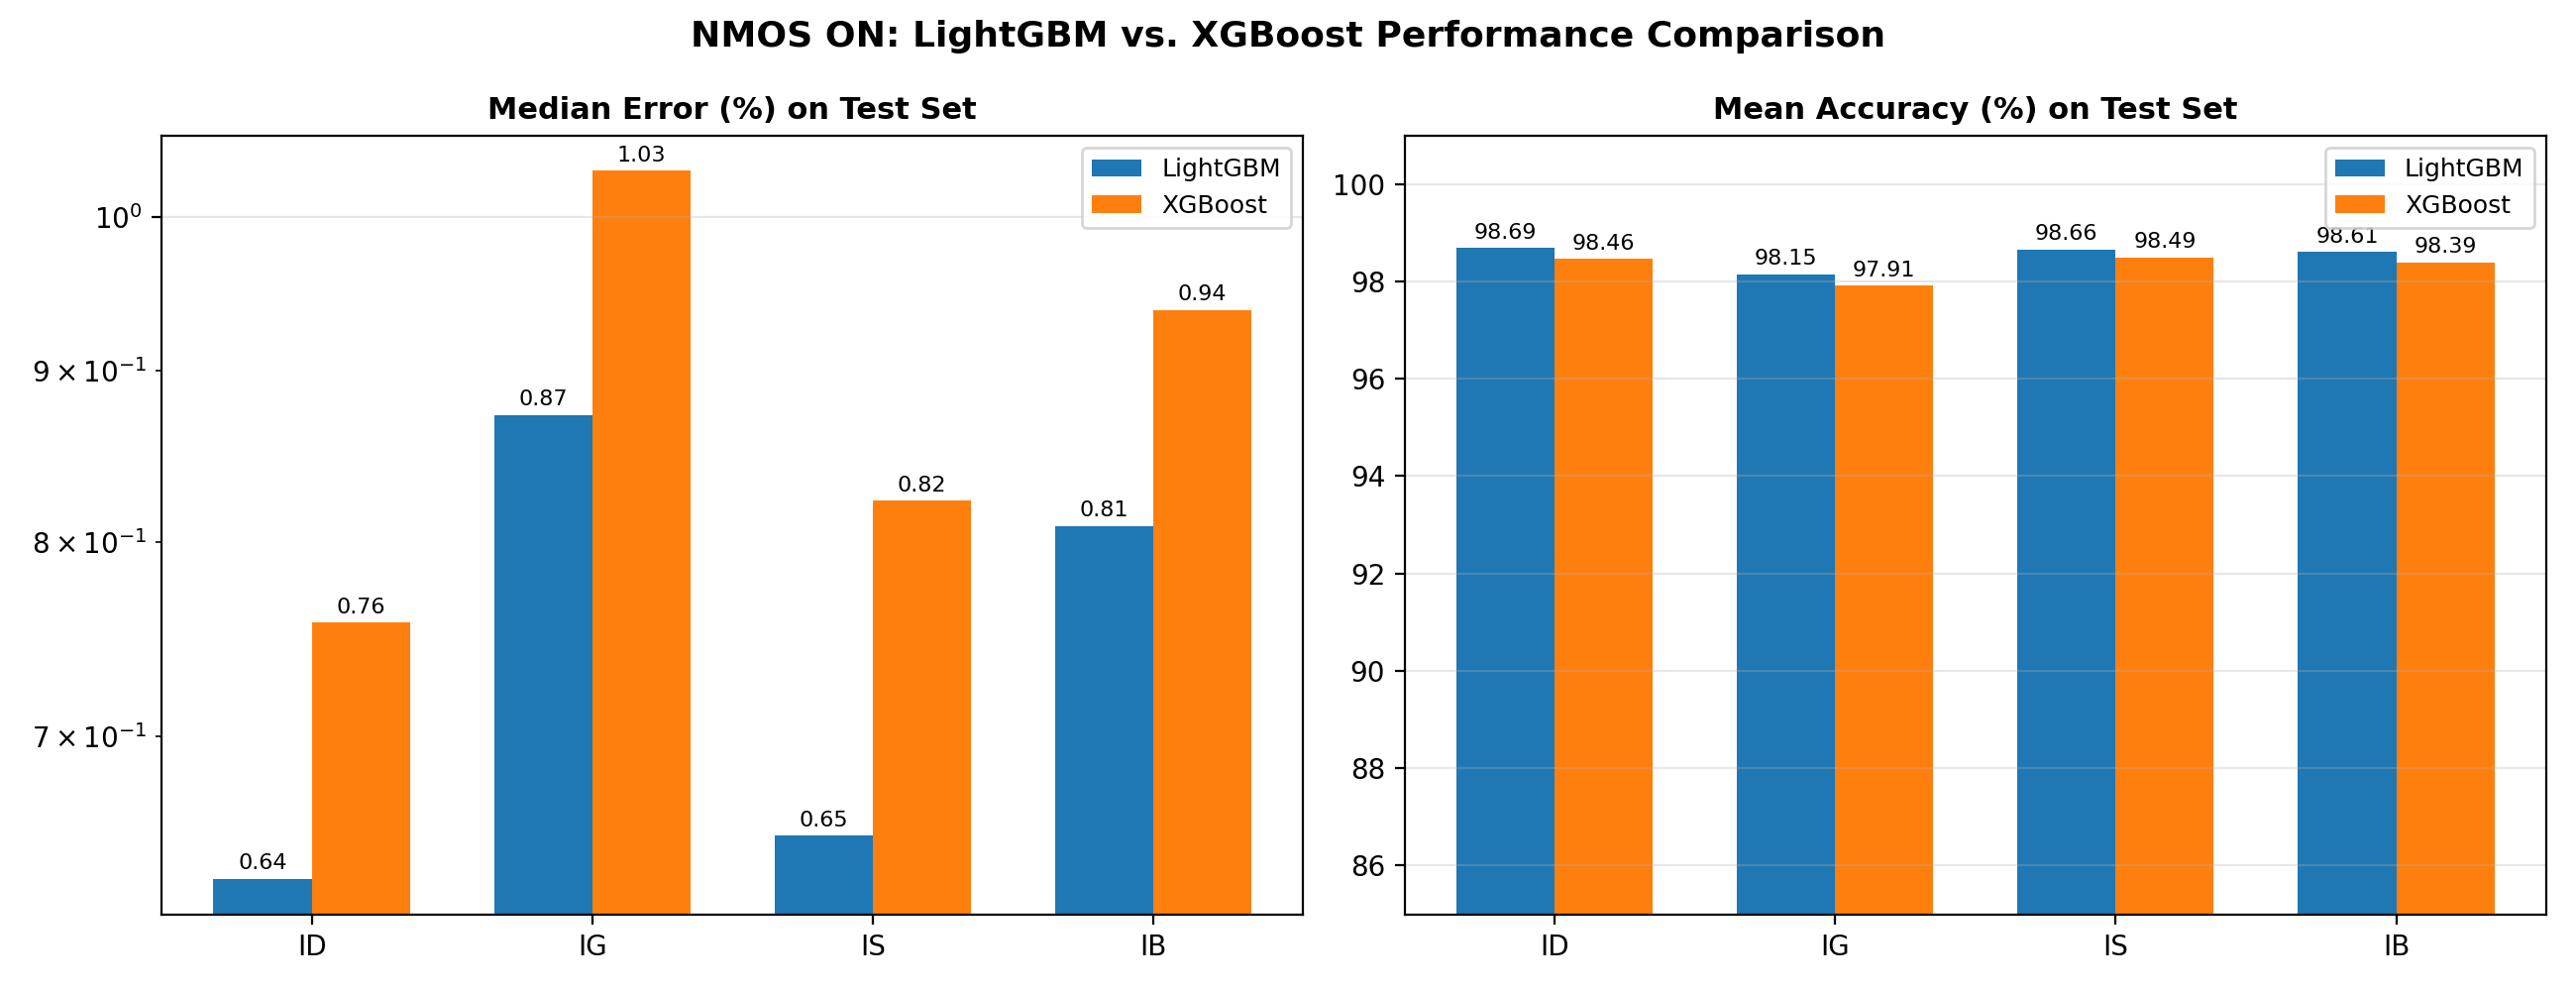 NMOS ON: LightGBM vs. XGBoost Performance Comparison
Median Error (%) on Test Set
LightGBM
XGBoost
10⁰
9 × 10⁻¹
8 × 10⁻¹
7 × 10⁻¹
0.64
0.76
0.87
1.03
0.65
0.82
0.81
0.94
ID
IG
IS
IB
Mean Accuracy (%) on Test Set
LightGBM
XGBoost
100
98
96
94
92
90
88
86
98.69
98.46
98.15
97.91
98.66
98.49
98.61
98.39
ID
IG
IS
IB